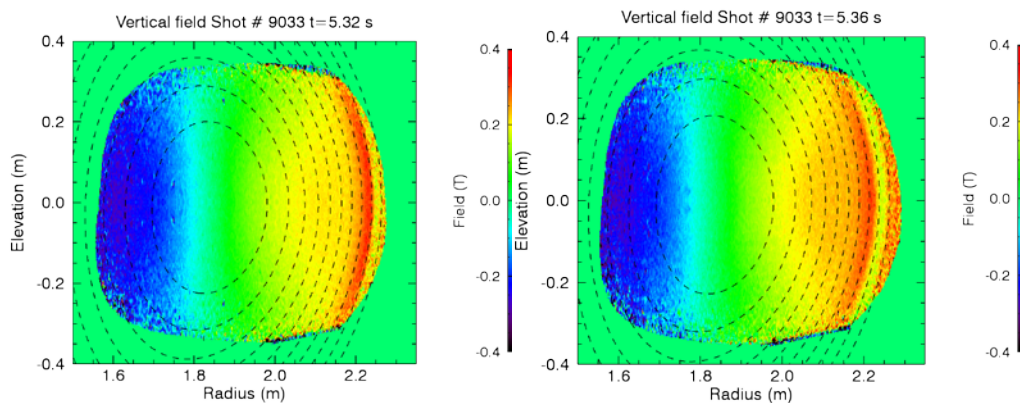 Vertical field Shot # 9033 t=5.32 s
0.4
0.2
0.0
-0.2
-0.4
Elevation (m)
1.6 1.8 2.0 2.2
Radius (m)
0.4
0.2
0.0
-0.2
-0.4
Field (T)
Vertical field Shot # 9033 t=5.36 s
0.4
0.2
0.0
-0.2
-0.4
Elevation (m)
1.6 1.8 2.0 2.2
Radius (m)
0.4
0.2
0.0
-0.2
-0.4
Field (T)